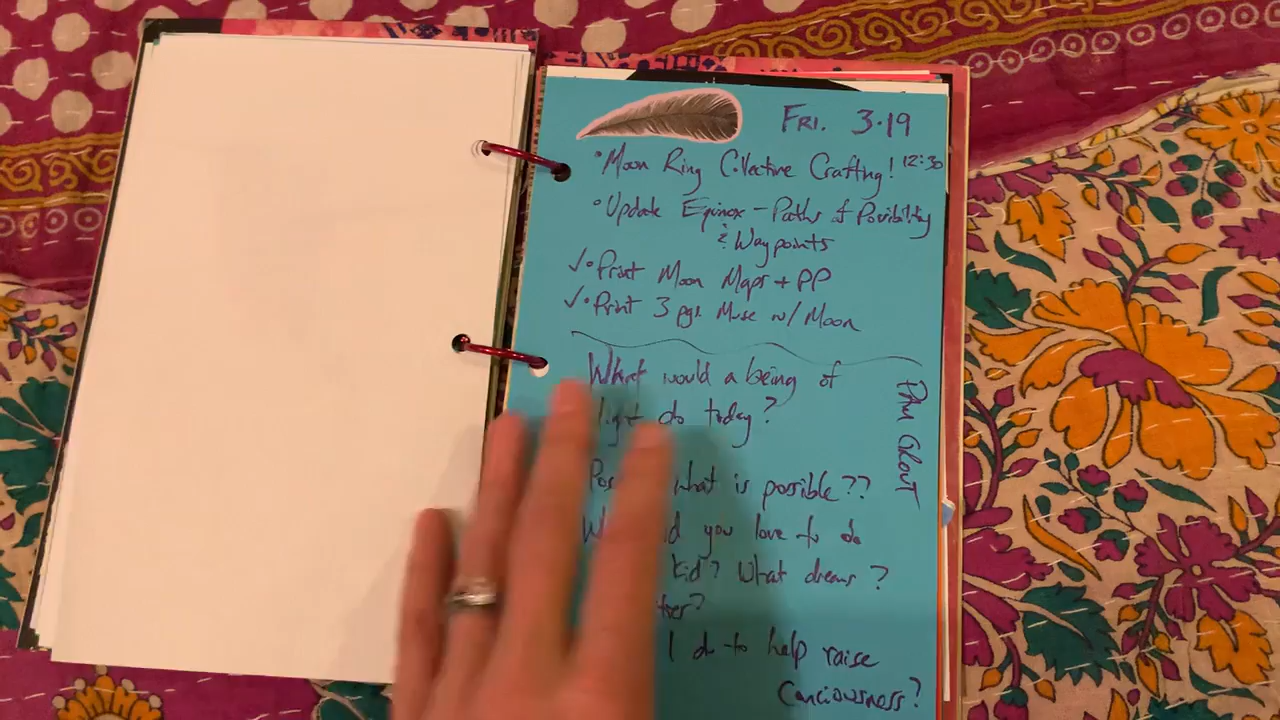 FRI. 3.19
• Moon Ring Collective Crafting! 12:30
• Update Equinox - Paths of Possibility
& Waypoints
✓• Print Moon Maps + PP
✓• Print 3 pgs Muse w/ Moon
What would a being of
light do today?
PAM GROUT
what is possible??
you love to do
kid? What dreams?
I do to help raise
Conciousness?